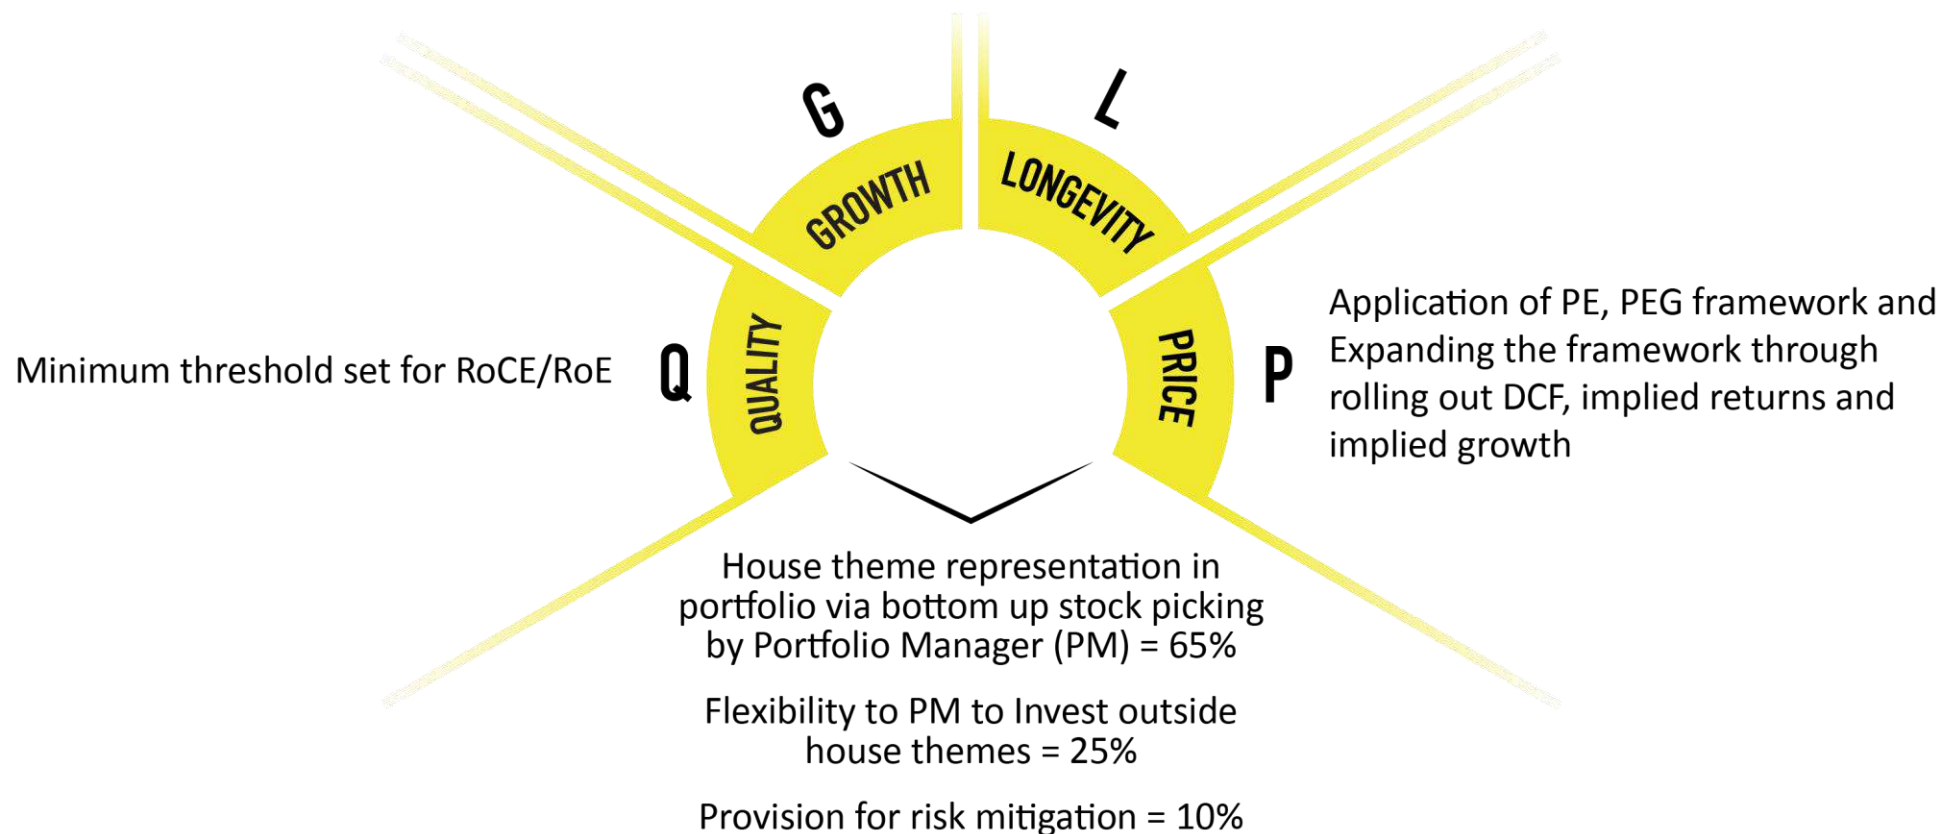 G
L
GROWTH
LONGEVITY
Minimum threshold set for RoCE/RoE
Q
QUALITY
PRICE
P
Application of PE, PEG framework and
Expanding the framework through
rolling out DCF, implied returns and
implied growth
House theme representation in
portfolio via bottom up stock picking
by Portfolio Manager (PM) = 65%
Flexibility to PM to Invest outside
house themes = 25%
Provision for risk mitigation = 10%